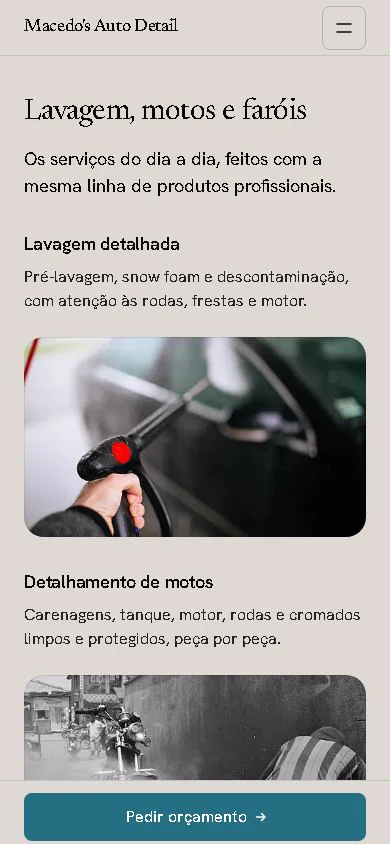 Macedo's Auto Detail
Lavagem, motos e faróis
Os serviços do dia a dia, feitos com a
mesma linha de produtos profissionais.
Lavagem detalhada
Pré-lavagem, snow foam e descontaminação,
com atenção às rodas, frestas e motor.
Detalhamento de motos
Carenagens, tanque, motor, rodas e cromados
limpos e protegidos, peça por peça.
Pedir orçamento →